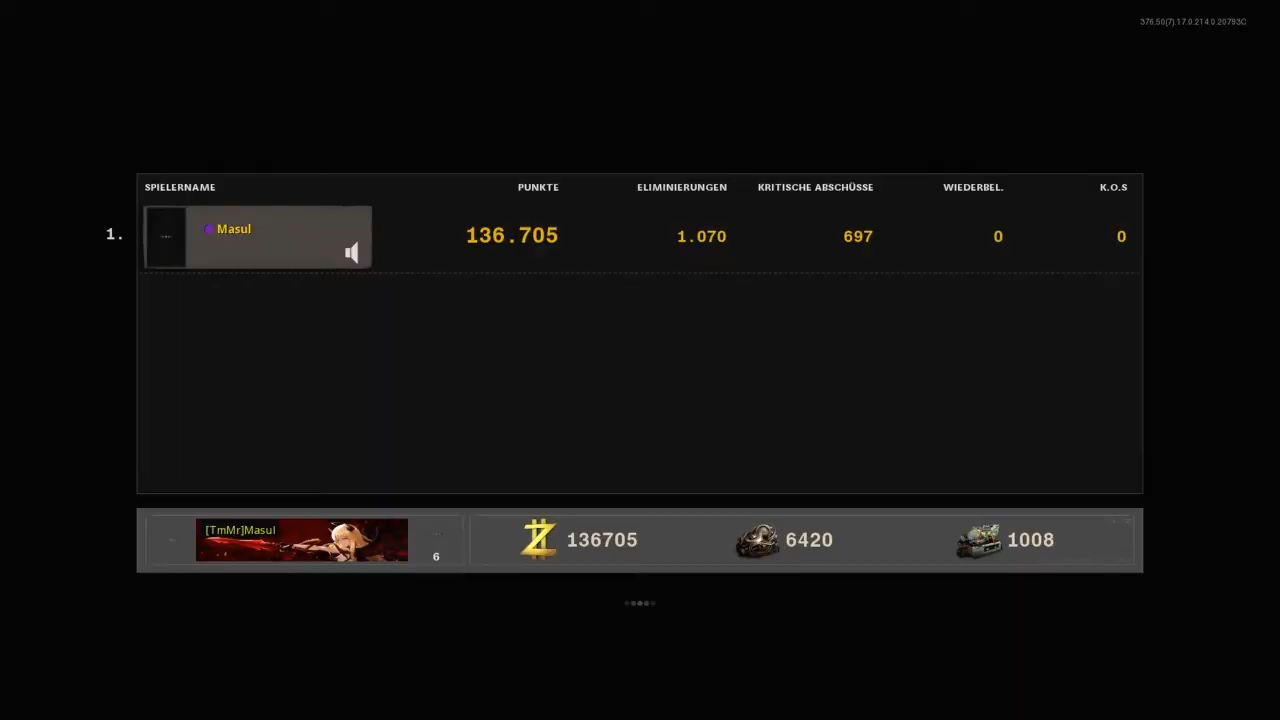 376.50(7).17.0.214.0.20793C
SPIELERNAME PUNKTE ELIMINIERUNGEN KRITISCHE ABSCHÜSSE WIEDERBEL. K.O.S
1. Masul 136.705 1.070 697 0 0
[TmMr]Masul
6
136705 6420 1008